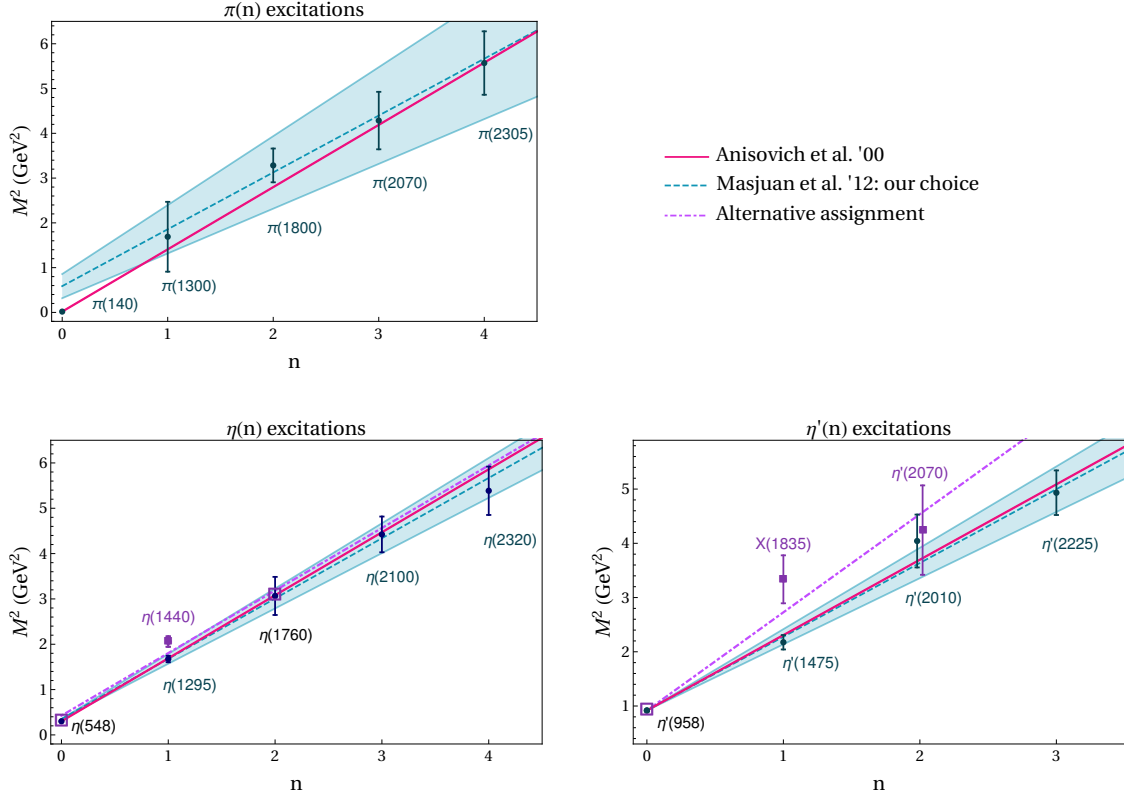 π(n) excitations
M² (GeV²)
6
5
4
3
2
1
0
π(140)
π(1300)
π(1800)
π(2070)
π(2305)
0 1 2 3 4
n
Anisovich et al. '00
Masjuan et al. '12: our choice
Alternative assignment
η(n) excitations
M² (GeV²)
6
5
4
3
2
1
0
η(548)
η(1440)
η(1295)
η(1760)
η(2100)
η(2320)
0 1 2 3 4
n
η'(n) excitations
M² (GeV²)
5
4
3
2
1
η'(958)
X(1835)
η'(1475)
η'(2070)
η'(2010)
η'(2225)
0 1 2 3
n